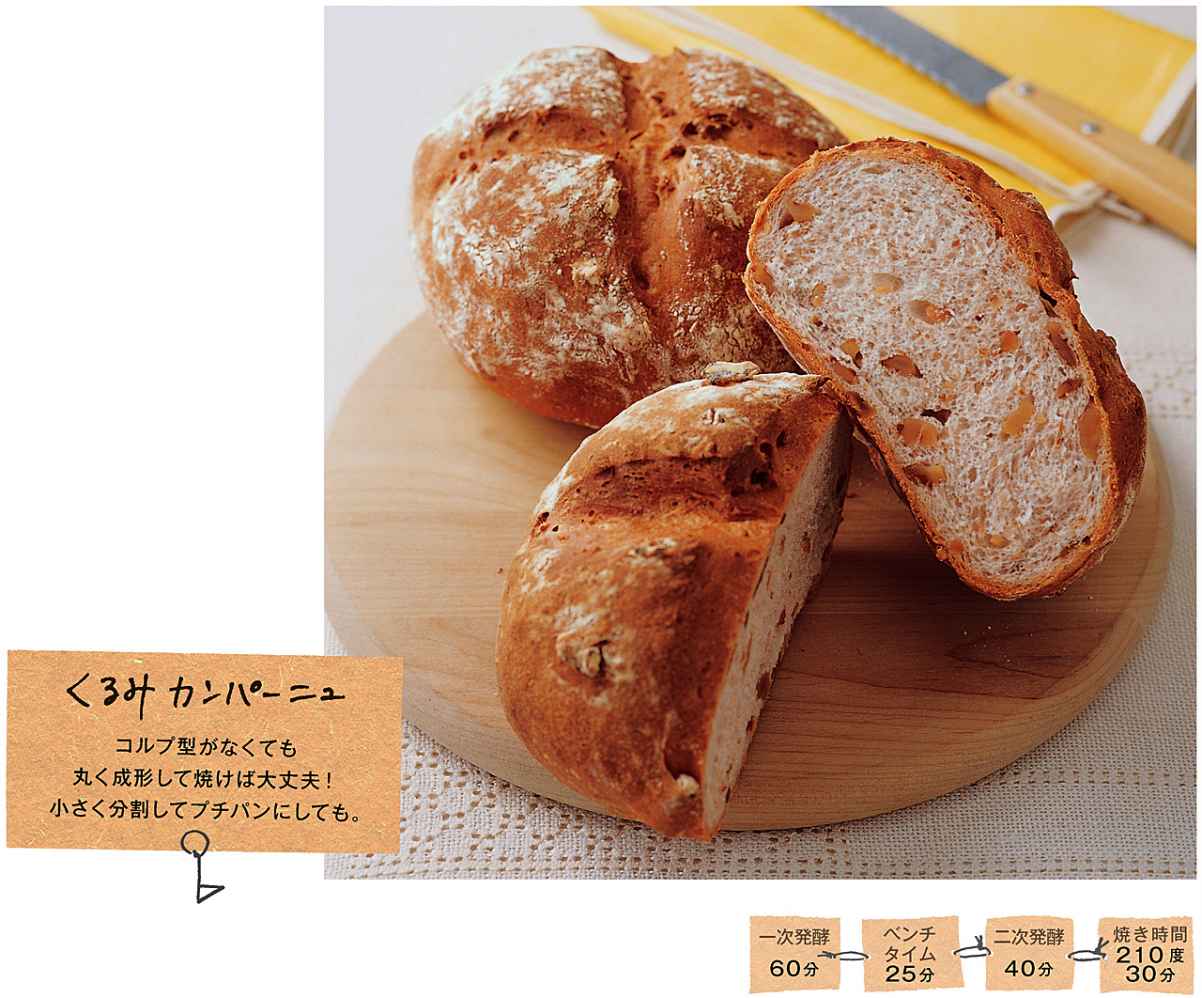 くるみ カンパーニュ
コルプ型がなくても
丸く成形して焼けば大丈夫!
小さく分割してプチパンにしても。
一次発酵
60分
ベンチ
タイム
25分
二次発酵
40分
焼き時間
210度
30分